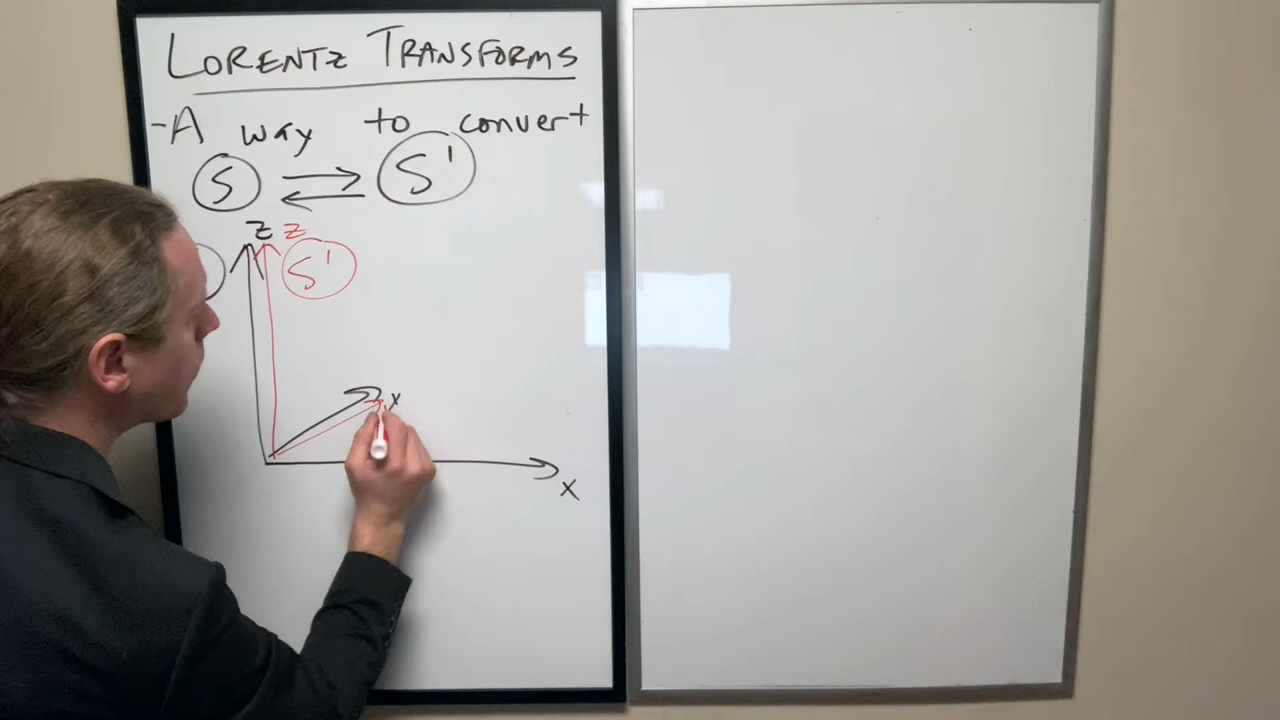 LORENTZ TRANSFORMS
-A way to convert
S ⇄ S'
z z
S'
x